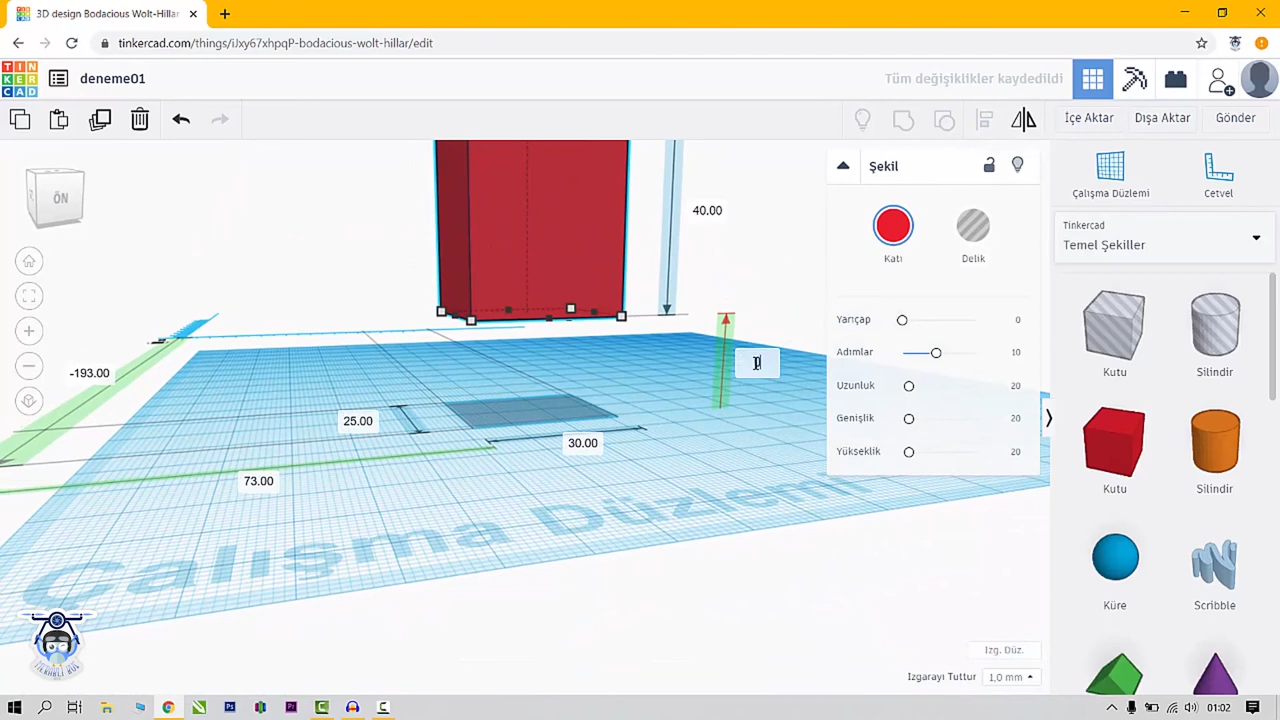 3D design Bodacious Wolt-Hillar
tinkercad.com/things/iJxy67xhpqP-bodacious-wolt-hillar/edit
TIN
KER
CAD
deneme01
Tüm değişiklikler kaydedildi
İçe Aktar
Dışa Aktar
Gönder
ÖN
40.00
-193.00
25.00
30.00
73.00
Çalışma Düzlemi
Şekil
Katı
Delik
Yarıçap 0
Adımlar 10
Uzunluk 20
Genişlik 20
Yükseklik 20
Çalışma Düzlemi
Cetvel
Tinkercad
Temel Şekiller
Kutu
Silindir
Kutu
Silindir
Küre
Scribble
Izg. Düz.
Izgarayı Tuttur 1,0 mm
01:02